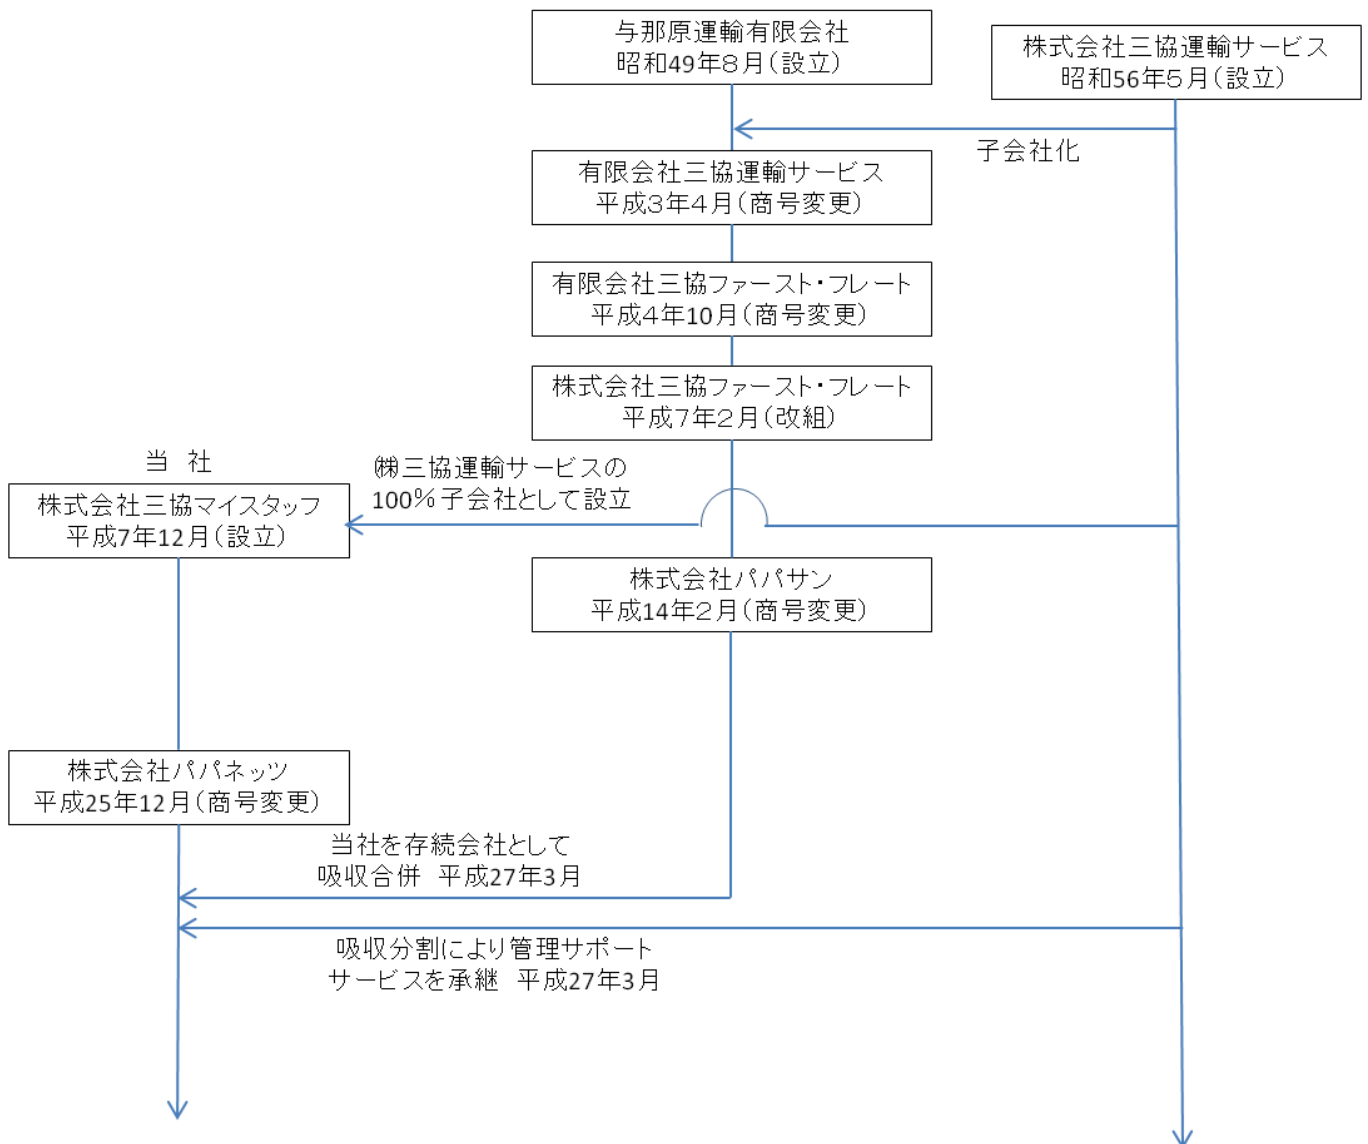 与那原運輸有限会社
昭和49年8月(設立)
株式会社三協運輸サービス
昭和56年5月(設立)
子会社化
有限会社三協運輸サービス
平成3年4月(商号変更)
有限会社三協ファースト・フレート
平成4年10月(商号変更)
株式会社三協ファースト・フレート
平成7年2月(改組)
当 社
㈱三協運輸サービスの
100%子会社として設立
株式会社三協マイスタッフ
平成7年12月(設立)
株式会社パパサン
平成14年2月(商号変更)
株式会社パパネッツ
平成25年12月(商号変更)
当社を存続会社として
吸収合併 平成27年3月
吸収分割により管理サポート
サービスを承継 平成27年3月